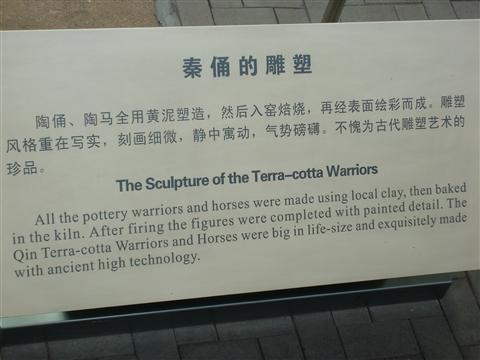 秦俑的雕塑
陶俑、陶马全用黄泥塑造，然后入窑焙烧，再经表面绘彩而成。雕塑
风格重在写实，刻画细微，静中寓动，气势磅礴。不愧为古代雕塑艺术的
珍品。
The Sculpture of the Terra-cotta Warriors
All the pottery warriors and horses were made using local clay, then baked
in the kiln. After firing the figures were completed with painted detail. The
Qin Terra-cotta Warriors and Horses were big in life-size and exquisitely made
with ancient high technology.